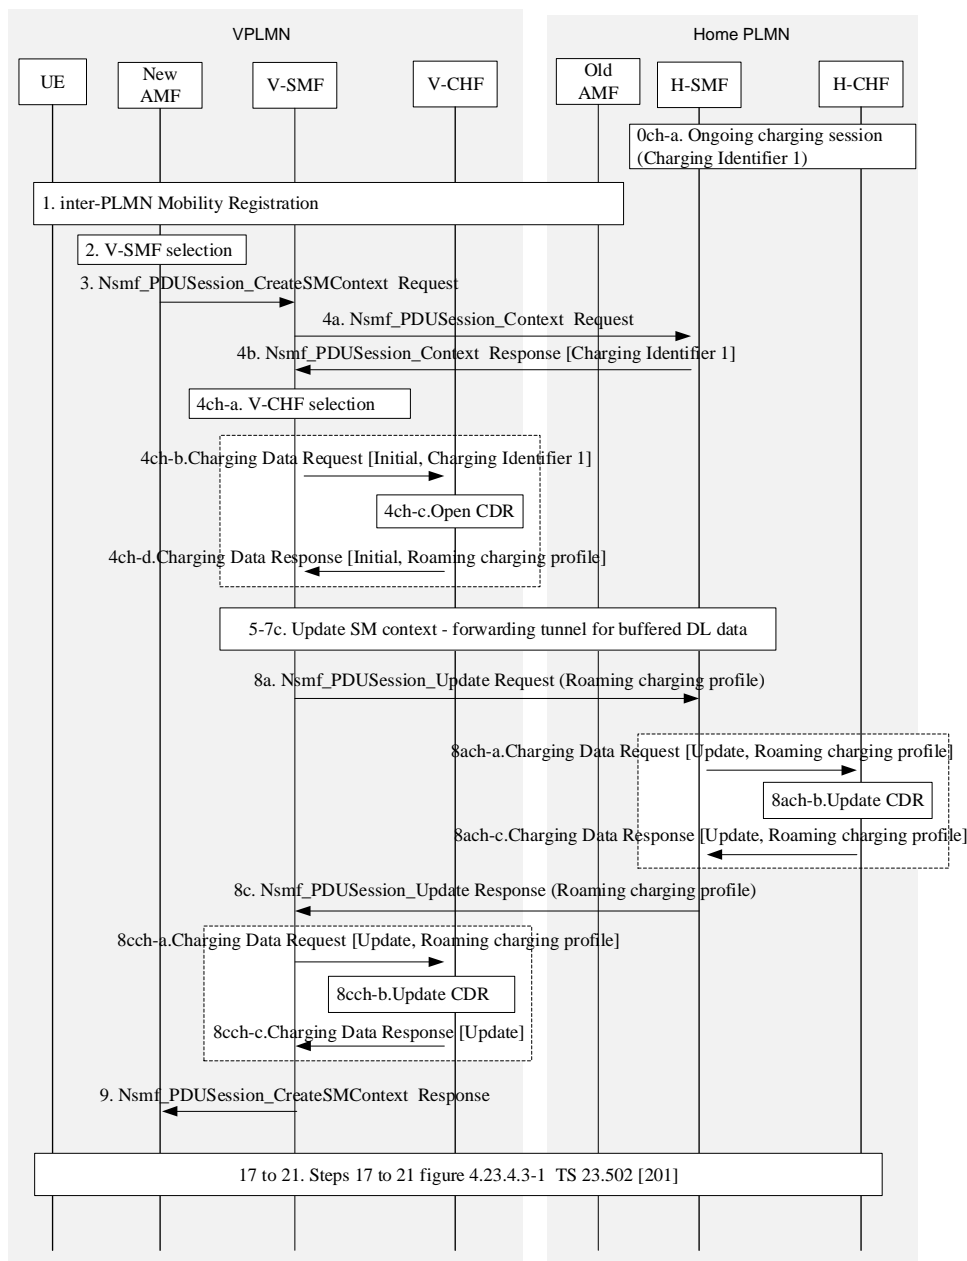 VPLMN
Home PLMN
UE
New
AMF
V-SMF
V-CHF
Old
AMF
H-SMF
H-CHF
0ch-a. Ongoing charging session
(Charging Identifier 1)
1. inter-PLMN Mobility Registration
2. V-SMF selection
3. Nsmf_PDUSession_CreateSMContext Request
4a. Nsmf_PDUSession_Context Request
4b. Nsmf_PDUSession_Context Response [Charging Identifier 1]
4ch-a. V-CHF selection
4ch-b.Charging Data Request [Initial, Charging Identifier 1]
4ch-c.Open CDR
4ch-d.Charging Data Response [Initial, Roaming charging profile]
5-7c. Update SM context - forwarding tunnel for buffered DL data
8a. Nsmf_PDUSession_Update Request (Roaming charging profile)
8ach-a.Charging Data Request [Update, Roaming charging profile]
8ach-b.Update CDR
8ach-c.Charging Data Response [Update, Roaming charging profile]
8c. Nsmf_PDUSession_Update Response (Roaming charging profile)
8cch-a.Charging Data Request [Update, Roaming charging profile]
8cch-b.Update CDR
8cch-c.Charging Data Response [Update]
9. Nsmf_PDUSession_CreateSMContext Response
17 to 21. Steps 17 to 21 figure 4.23.4.3-1 TS 23.502 [201]